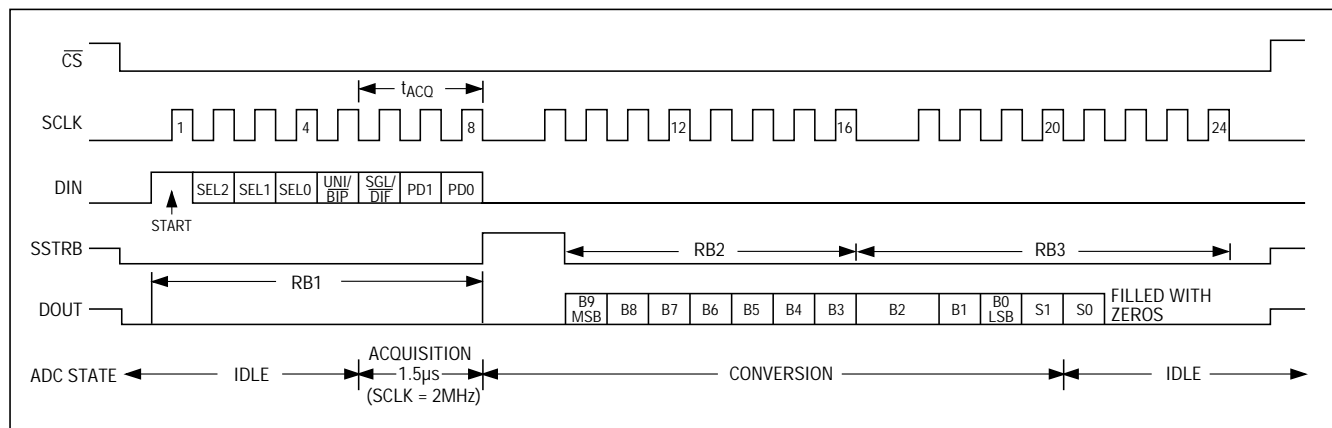 CS
tACQ
SCLK 1 4 8 12 16 20 24
DIN SEL2 SEL1 SEL0 UNI/ BIP SGL/ DIF PD1 PD0
START
SSTRB RB2 RB3
RB1
DOUT B9 MSB B8 B7 B6 B5 B4 B3 B2 B1 B0 LSB S1 S0 FILLED WITH ZEROS
ADC STATE IDLE ACQUISITION 1.5µs (SCLK = 2MHz) CONVERSION IDLE